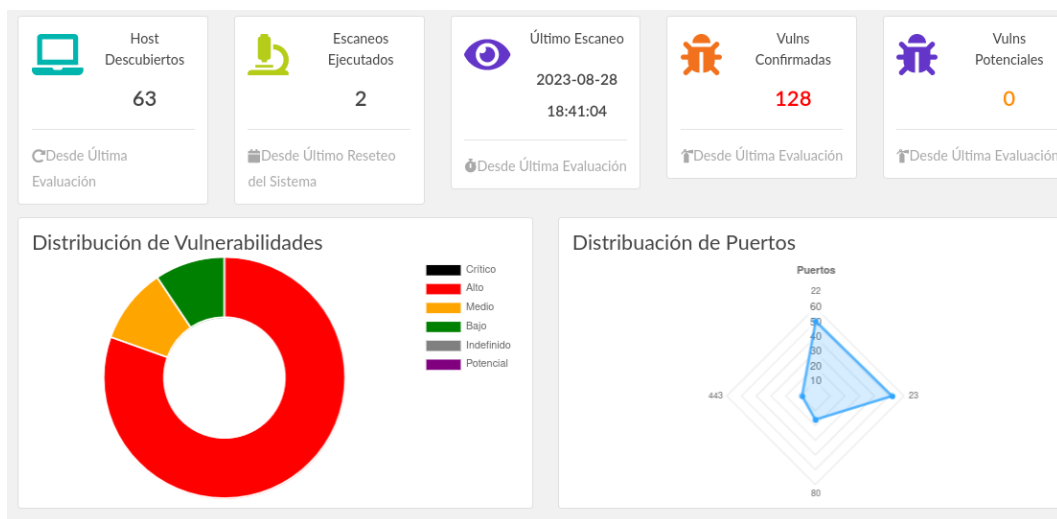 Host
Descubiertos
63
Desde Última
Evaluación
Escaneos
Ejecutados
2
Desde Último Reseteo
del Sistema
Último Escaneo
2023-08-28
18:41:04
Desde Última Evaluación
Vulns
Confirmadas
128
Desde Última Evaluación
Vulns
Potenciales
0
Desde Última Evaluación
Distribución de Vulnerabilidades
Crítico
Alto
Medio
Bajo
Indefinido
Potencial
Distribuación de Puertos
Puertos
22
60
50
40
30
20
10
443
23
80